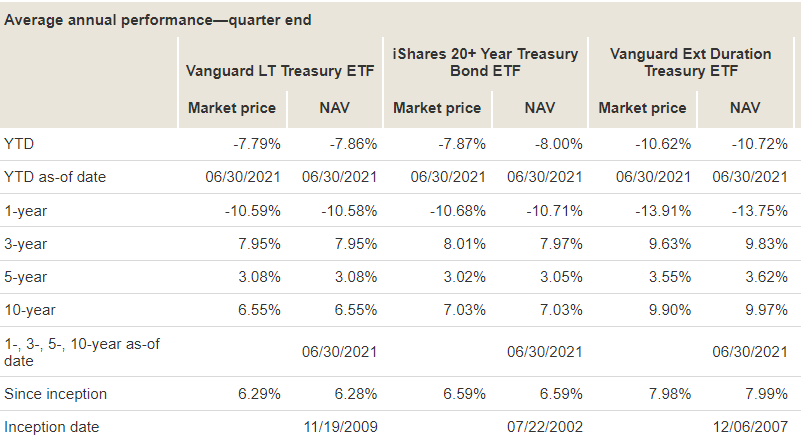 Average annual performance—quarter end
Vanguard LT Treasury ETF iShares 20+ Year Treasury Bond ETF Vanguard Ext Duration Treasury ETF
Market price NAV Market price NAV Market price NAV
YTD -7.79% -7.86% -7.87% -8.00% -10.62% -10.72%
YTD as-of date 06/30/2021 06/30/2021 06/30/2021 06/30/2021 06/30/2021 06/30/2021
1-year -10.59% -10.58% -10.68% -10.71% -13.91% -13.75%
3-year 7.95% 7.95% 8.01% 7.97% 9.63% 9.83%
5-year 3.08% 3.08% 3.02% 3.05% 3.55% 3.62%
10-year 6.55% 6.55% 7.03% 7.03% 9.90% 9.97%
1-, 3-, 5-, 10-year as-of date 06/30/2021 06/30/2021 06/30/2021
Since inception 6.29% 6.28% 6.59% 6.59% 7.98% 7.99%
Inception date 11/19/2009 07/22/2002 12/06/2007